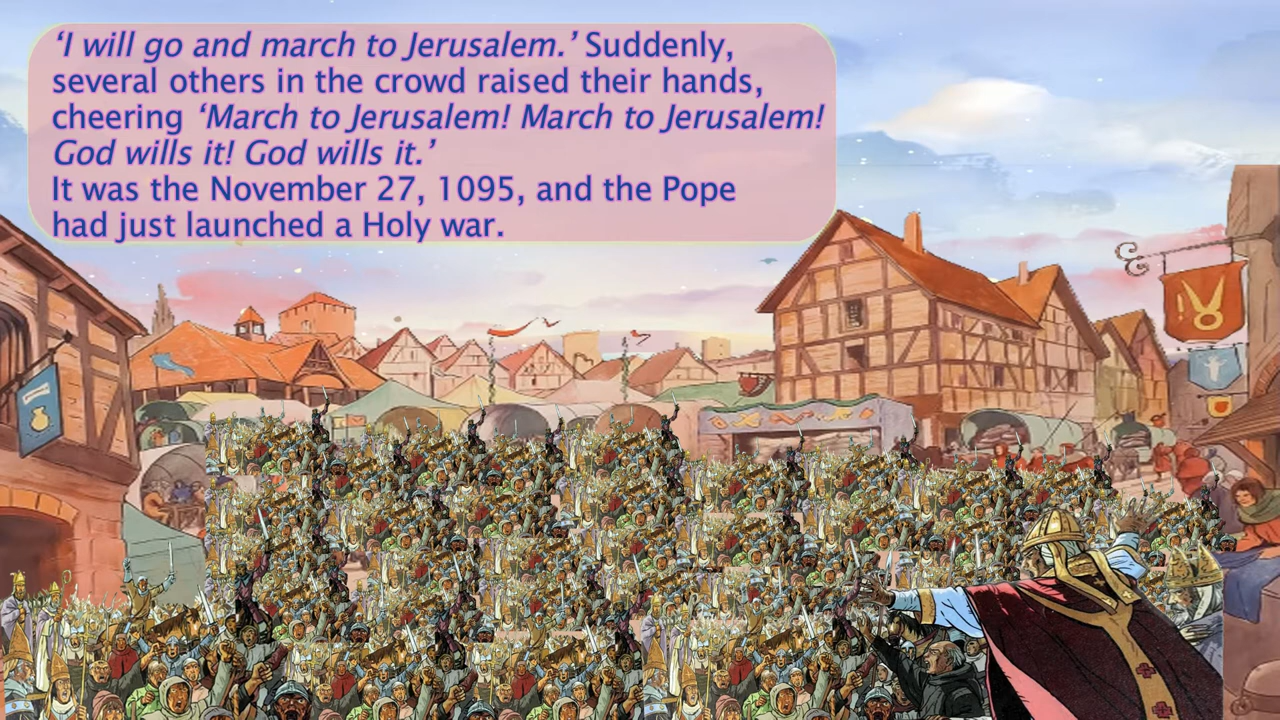 ‘I will go and march to Jerusalem.’ Suddenly,
several others in the crowd raised their hands,
cheering ‘March to Jerusalem! March to Jerusalem!
God wills it! God wills it.’
It was the November 27, 1095, and the Pope
had just launched a Holy war.